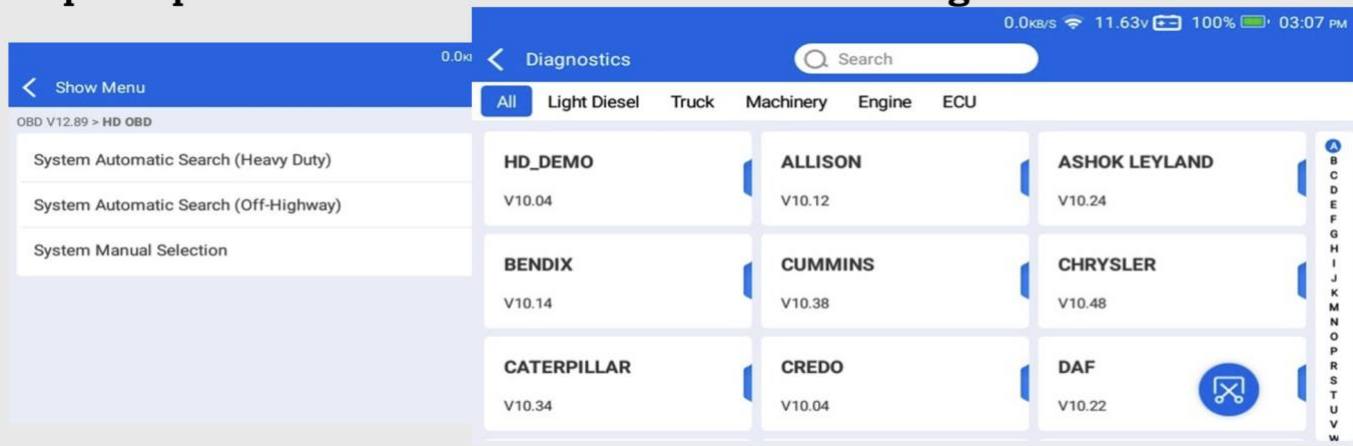 0.0K
Show Menu
OBD V12.89 > HD OBD
System Automatic Search (Heavy Duty)
System Automatic Search (Off-Highway)
System Manual Selection
0.0KB/S 11.63V 100% 03:07 PM
Diagnostics
Search
All Light Diesel Truck Machinery Engine ECU
HD_DEMO
V10.04
ALLISON
V10.12
ASHOK LEYLAND
V10.24
BENDIX
V10.14
CUMMINS
V10.38
CHRYSLER
V10.48
CATERPILLAR
V10.34
CREDO
V10.04
DAF
V10.22
A
B
C
D
E
F
G
H
I
J
K
M
N
O
P
R
S
T
U
V
W